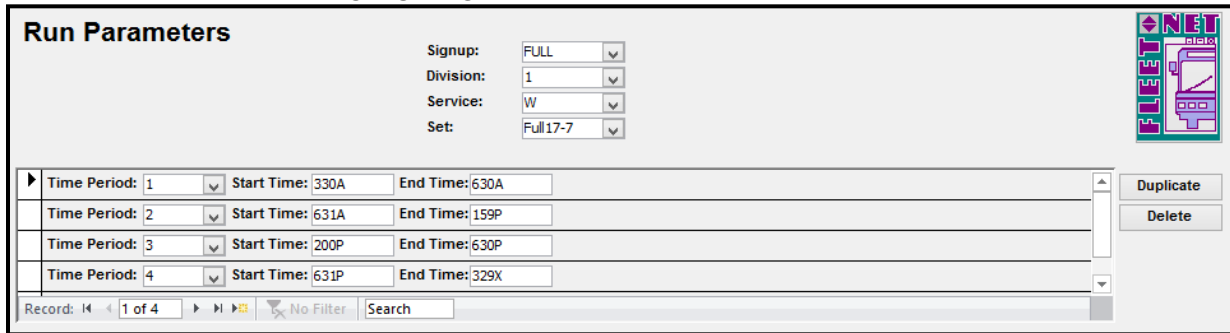 Run Parameters
Signup: FULL
Division: 1
Service: W
Set: Full17-7
FLEET NET
Time Period: 1 Start Time: 330A End Time: 630A
Duplicate
Time Period: 2 Start Time: 631A End Time: 159P
Delete
Time Period: 3 Start Time: 200P End Time: 630P
Time Period: 4 Start Time: 631P End Time: 329X
Record: 1 of 4 No Filter Search